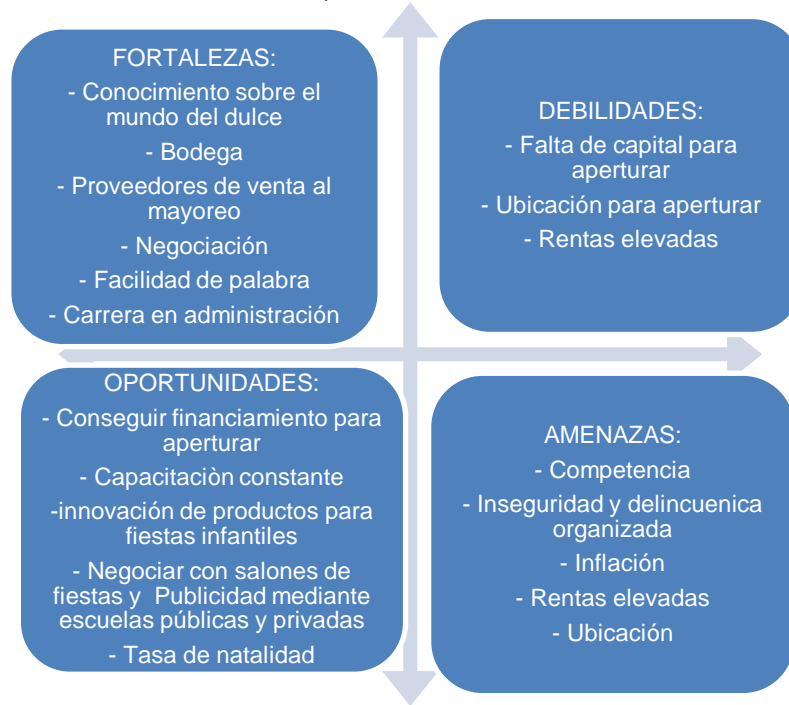 FORTALEZAS:
- Conocimiento sobre el
mundo del dulce
- Bodega
- Proveedores de venta al
mayoreo
- Negociación
- Facilidad de palabra
- Carrera en administración
DEBILIDADES:
- Falta de capital para
aperturar
- Ubicación para aperturar
- Rentas elevadas
OPORTUNIDADES:
- Conseguir financiamiento para
aperturar
- Capacitaciòn constante
-innovación de productos para
fiestas infantiles
- Negociar con salones de
fiestas y  Publicidad mediante
escuelas públicas y privadas
- Tasa de natalidad
AMENAZAS:
- Competencia
- Inseguridad y delincuenica
organizada
- Inflación
- Rentas elevadas
- Ubicación